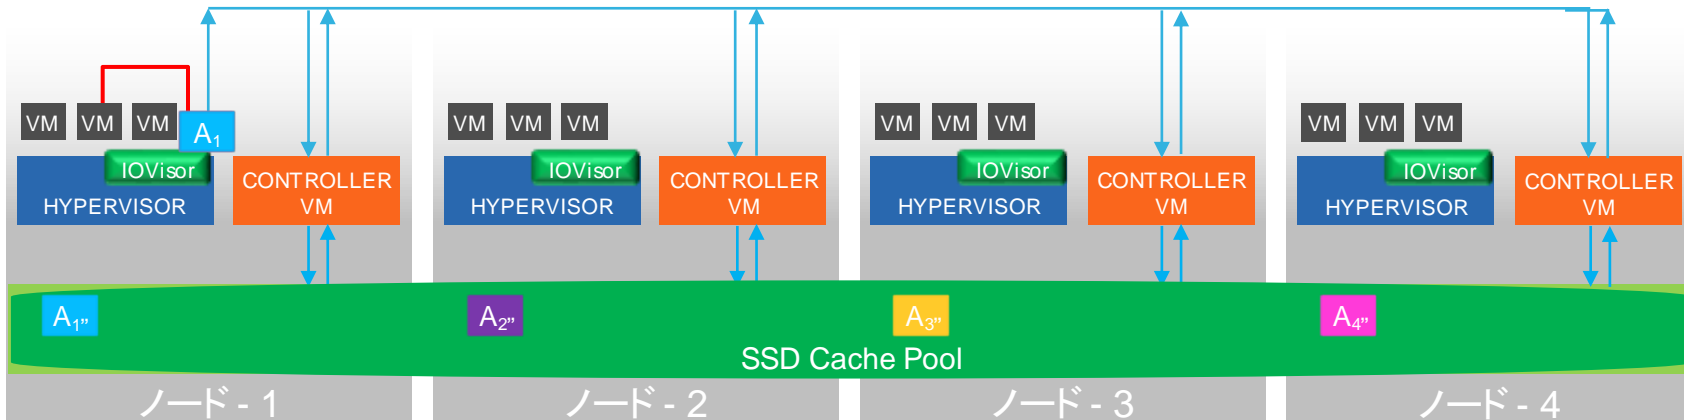 VM VM VM A1
IOVisor
HYPERVISOR
CONTROLLER
VM
VM VM VM
IOVisor
HYPERVISOR
CONTROLLER
VM
VM VM VM
IOVisor
HYPERVISOR
CONTROLLER
VM
VM VM VM
IOVisor
HYPERVISOR
CONTROLLER
VM
A1” A2” A3” A4”
SSD Cache Pool
ノード - 1 ノード - 2 ノード - 3 ノード - 4